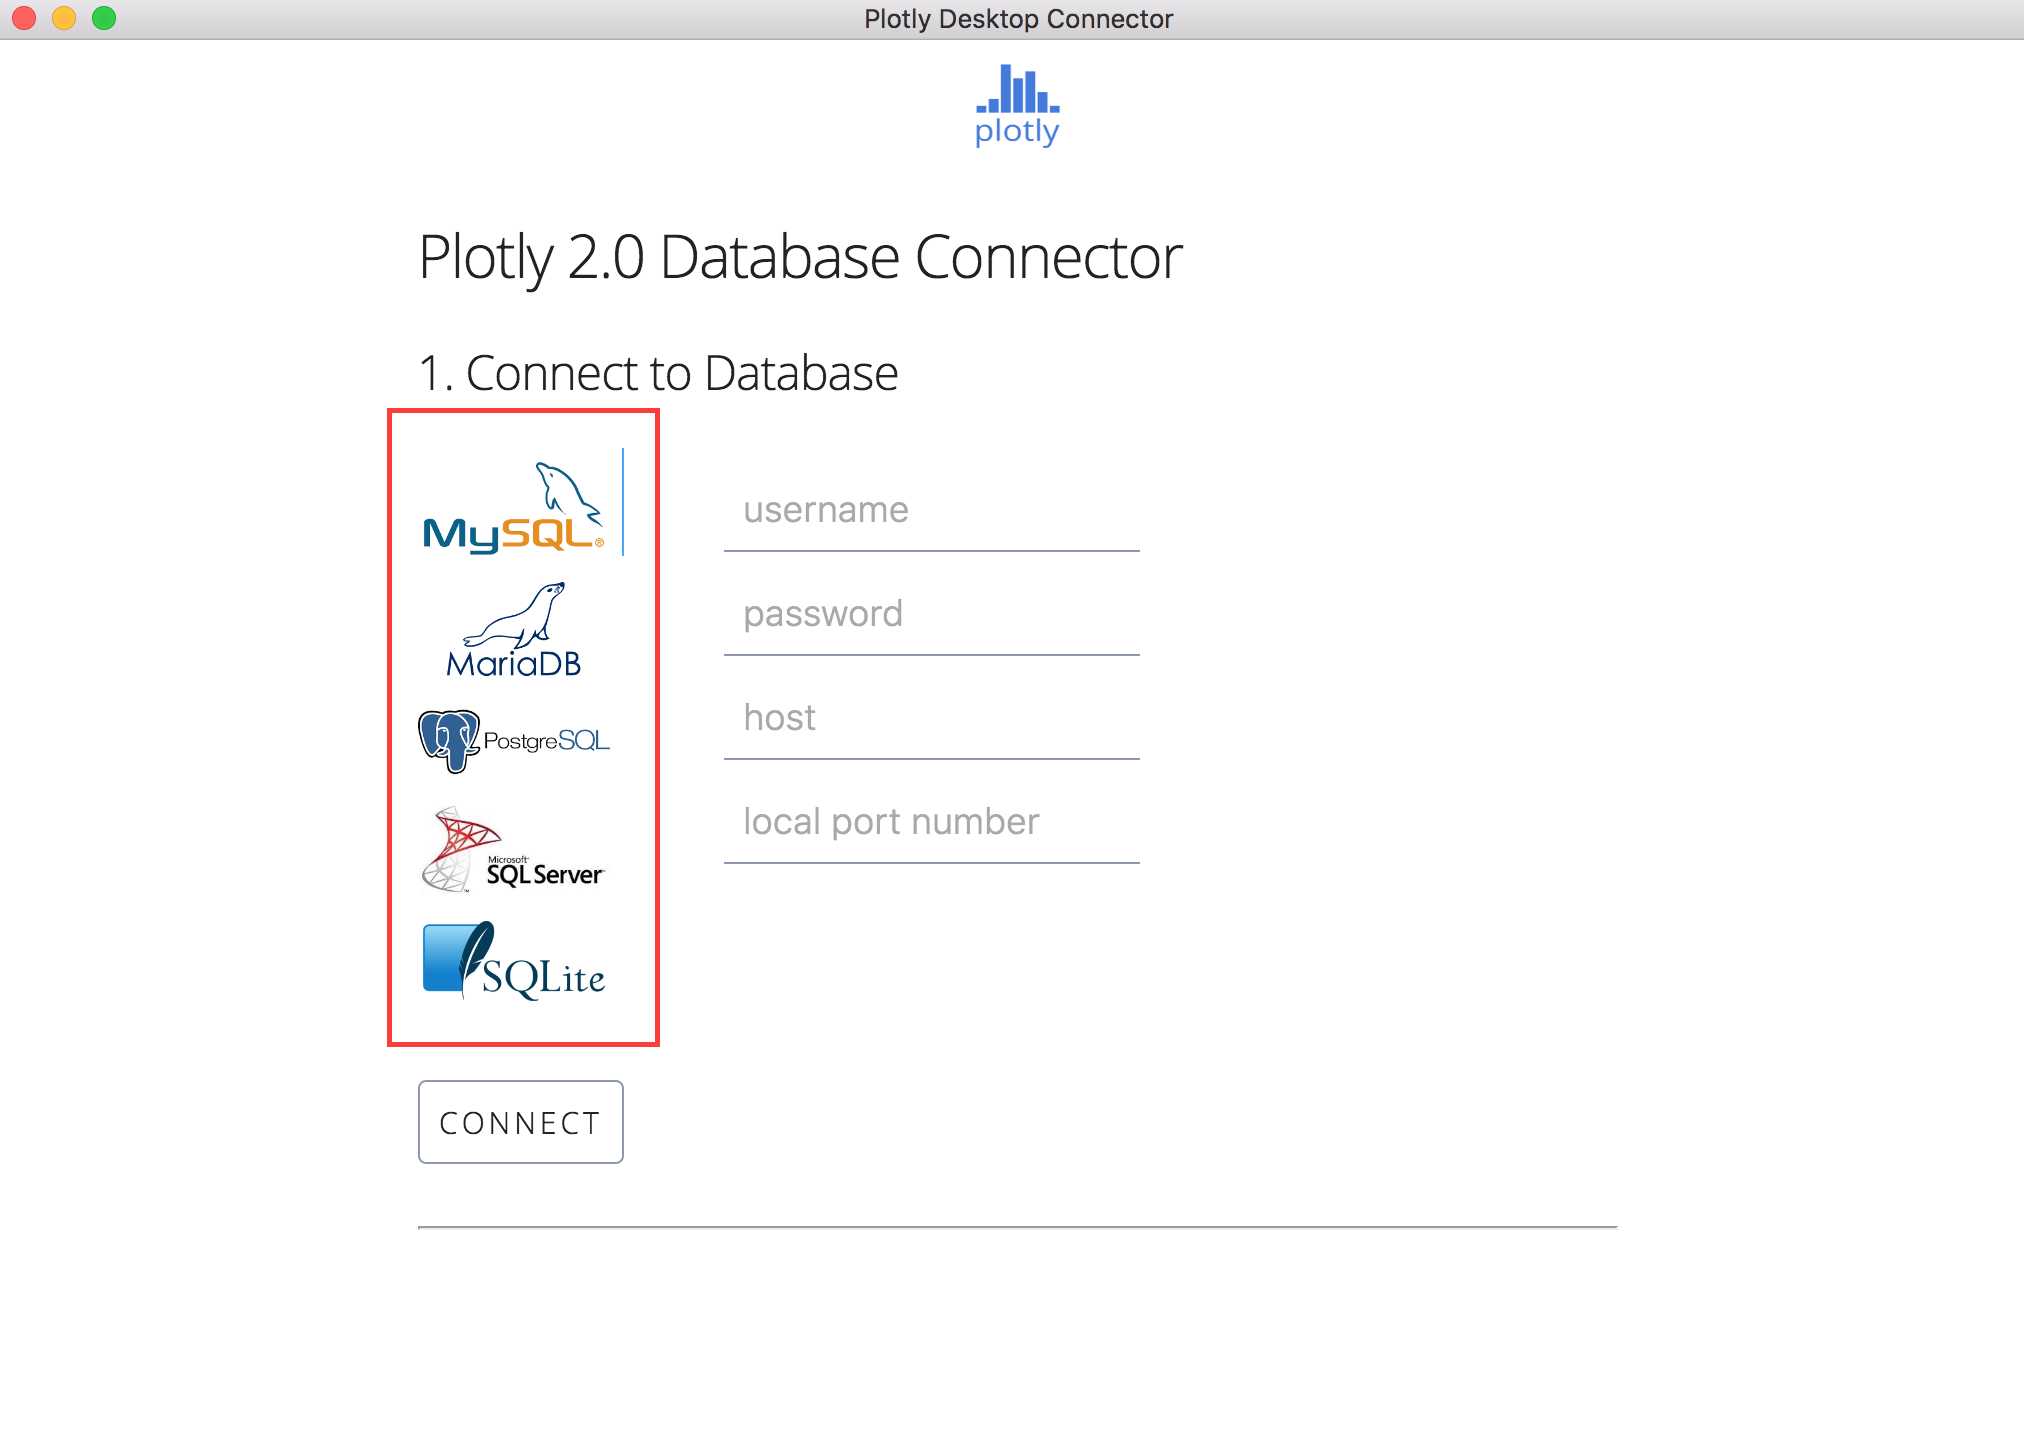 Plotly Desktop Connector
plotly
Plotly 2.0 Database Connector
1. Connect to Database
MySQL®
MariaDB
PostgreSQL
Microsoft®
SQL Server™
SQLite
username
password
host
local port number
CONNECT